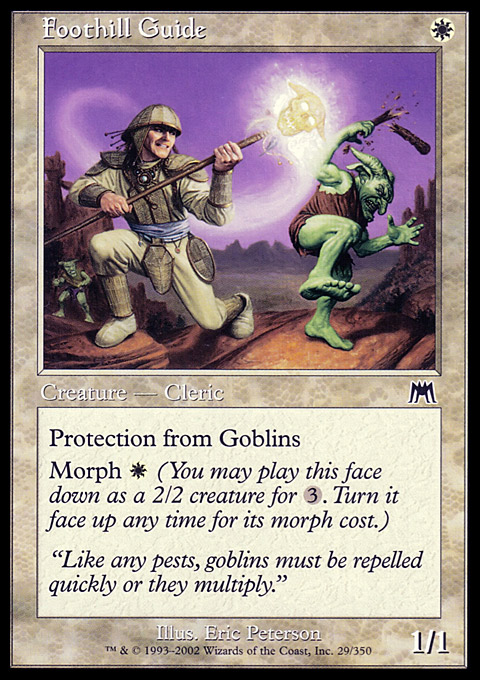 Foothill Guide
Creature — Cleric
Protection from Goblins
Morph (You may play this face
down as a 2/2 creature for 3. Turn it
face up any time for its morph cost.)
“Like any pests, goblins must be repelled
quickly or they multiply.”
Illus. Eric Peterson
™ & © 1993–2002 Wizards of the Coast, Inc. 29/350
1/1